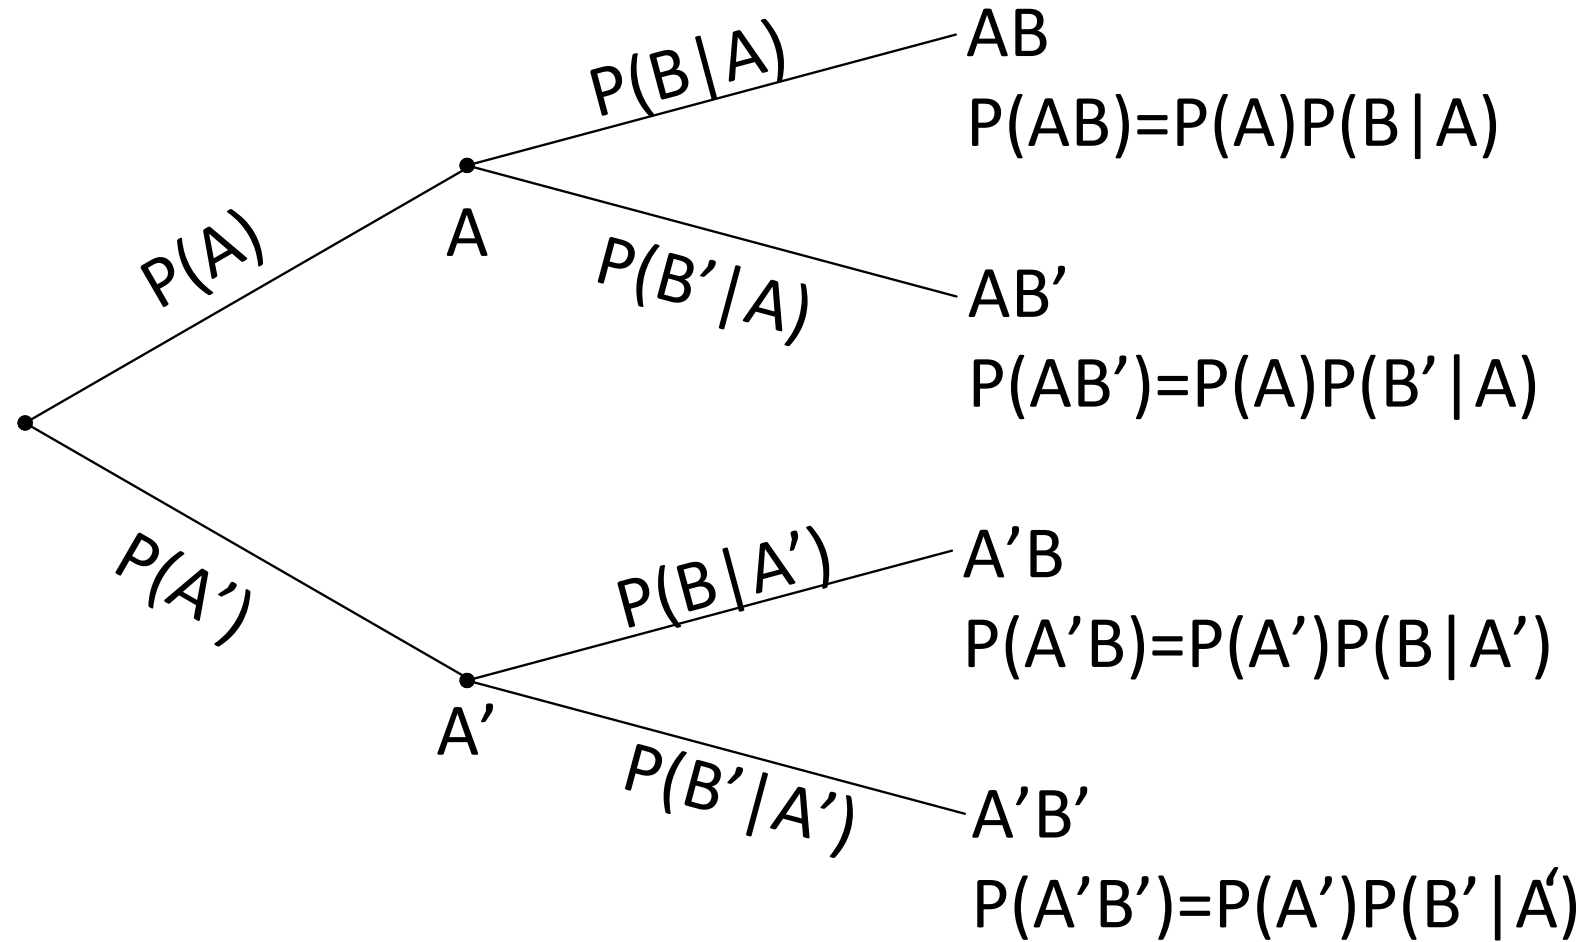 P(B|A)
AB
P(AB)=P(A)P(B|A)
P(A)
A
P(B’|A)
AB’
P(AB’)=P(A)P(B’|A)
P(A’)
P(B|A’)
A’B
P(A’B)=P(A’)P(B|A’)
A’
P(B’|A’)
A’B’
P(A’B’)=P(A’)P(B’|A‘)